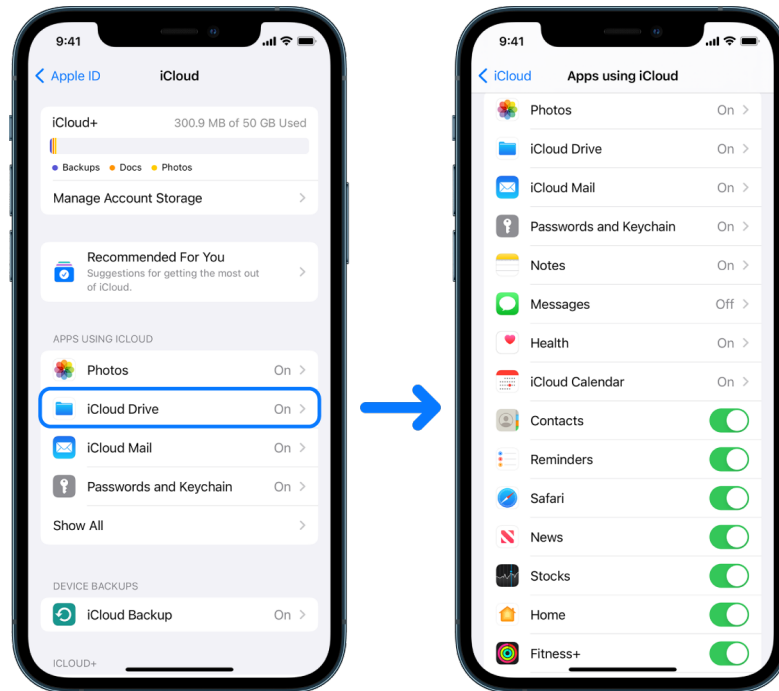 9:41
Apple ID
iCloud
iCloud+
300.9 MB of 50 GB Used
Backups
Docs
Photos
Manage Account Storage
Recommended For You
Suggestions for getting the most out
of iCloud.
APPS USING ICLOUD
Photos
On
iCloud Drive
On
iCloud Mail
On
Passwords and Keychain
On
Show All
DEVICE BACKUPS
iCloud Backup
On
ICLOUD+
9:41
iCloud
Apps using iCloud
Photos
On
iCloud Drive
On
iCloud Mail
On
Passwords and Keychain
On
Notes
On
Messages
Off
Health
On
iCloud Calendar
On
Contacts
Reminders
Safari
News
Stocks
Home
Fitness+